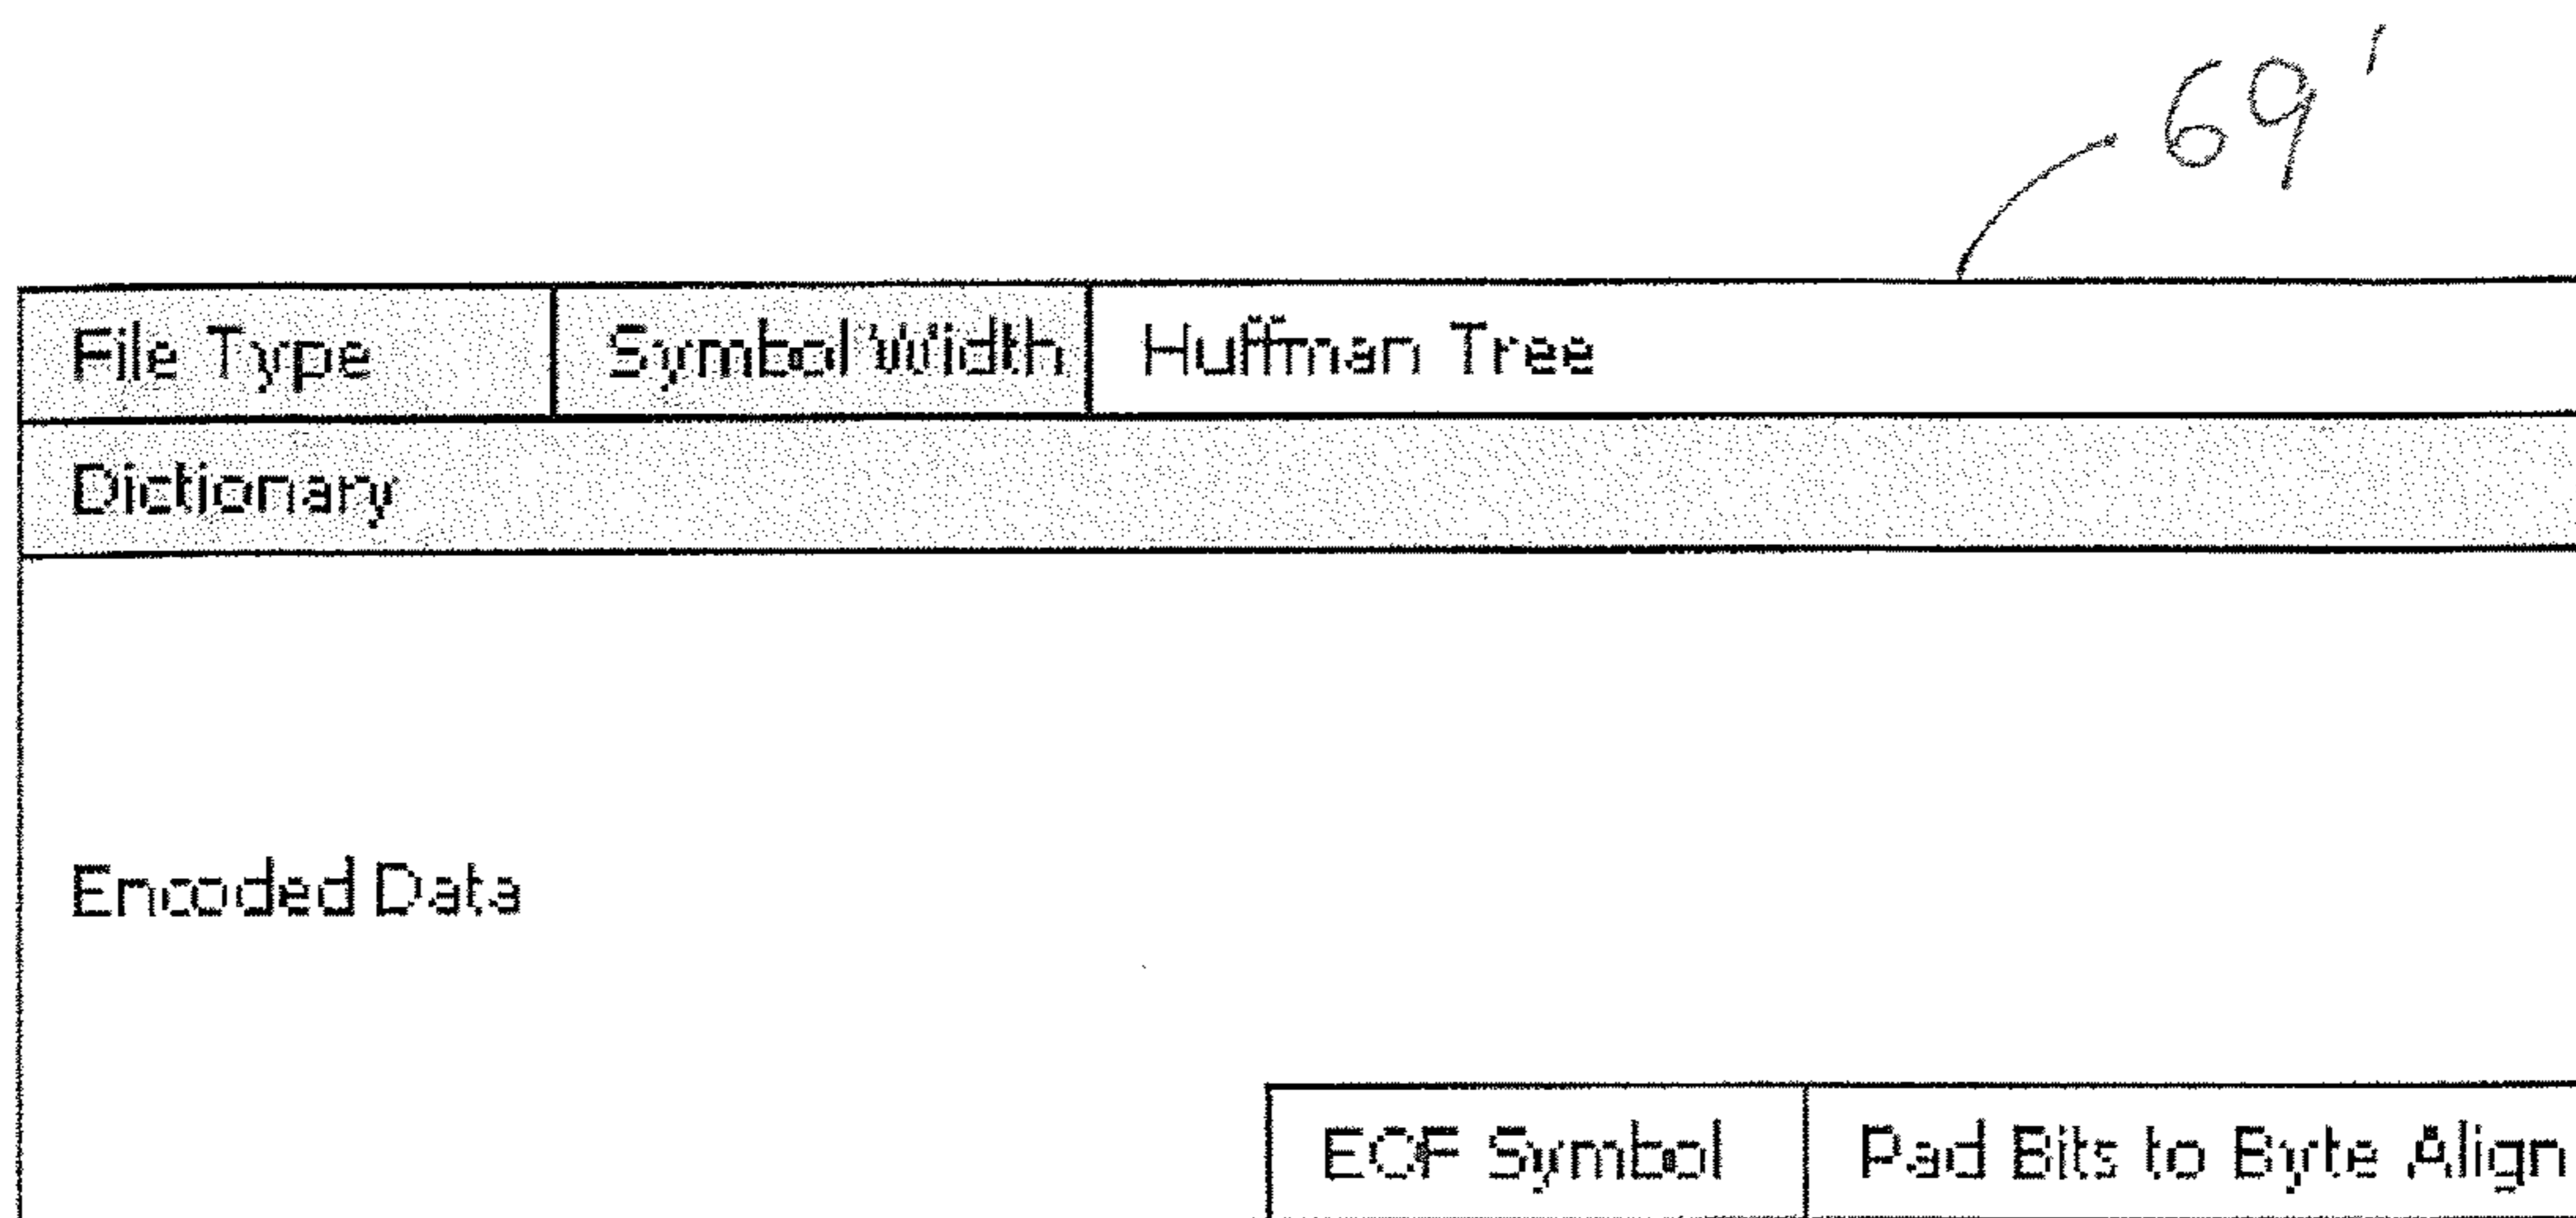 69'
File Type Symbol Width Huffman Tree
Dictionary
Encoded Data
EOF Symbol Pad Bits to Byte Align